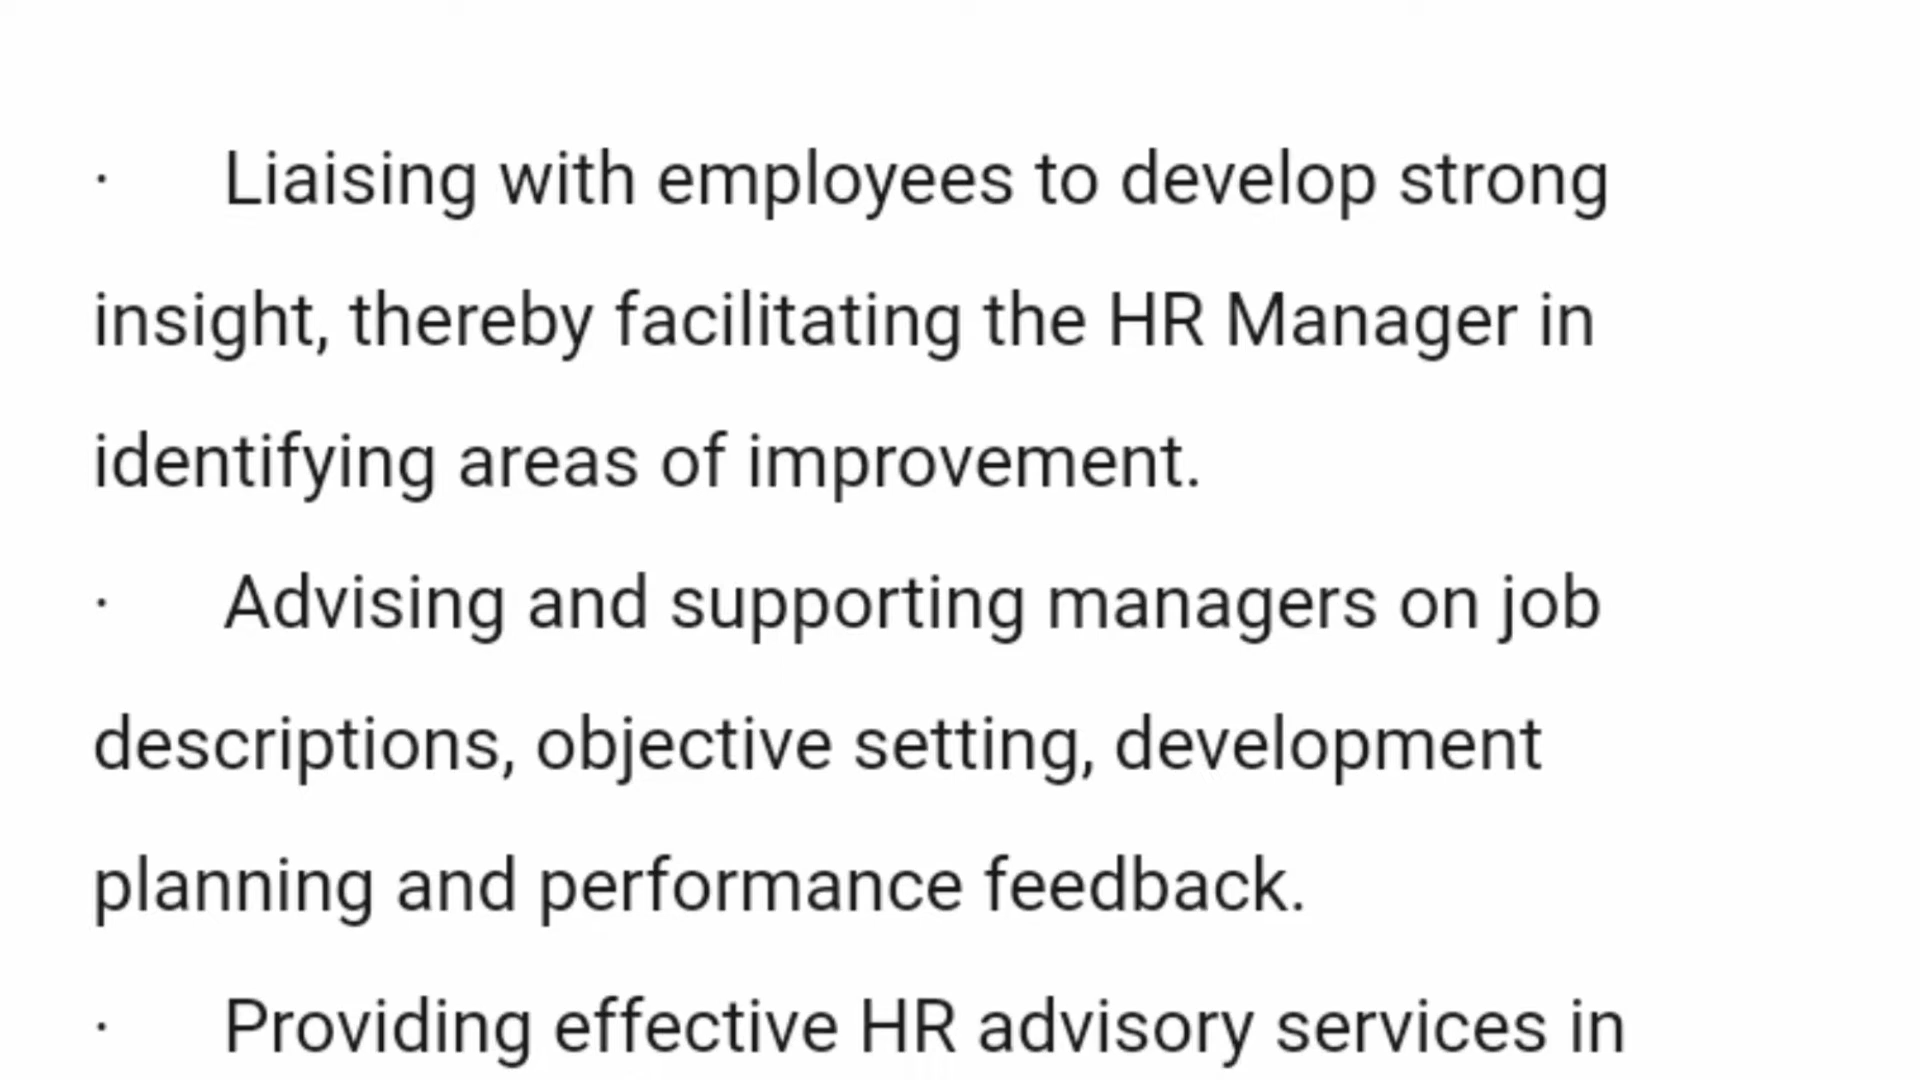 · Liaising with employees to develop strong
insight, thereby facilitating the HR Manager in
identifying areas of improvement.
· Advising and supporting managers on job
descriptions, objective setting, development
planning and performance feedback.
· Providing effective HR advisory services in